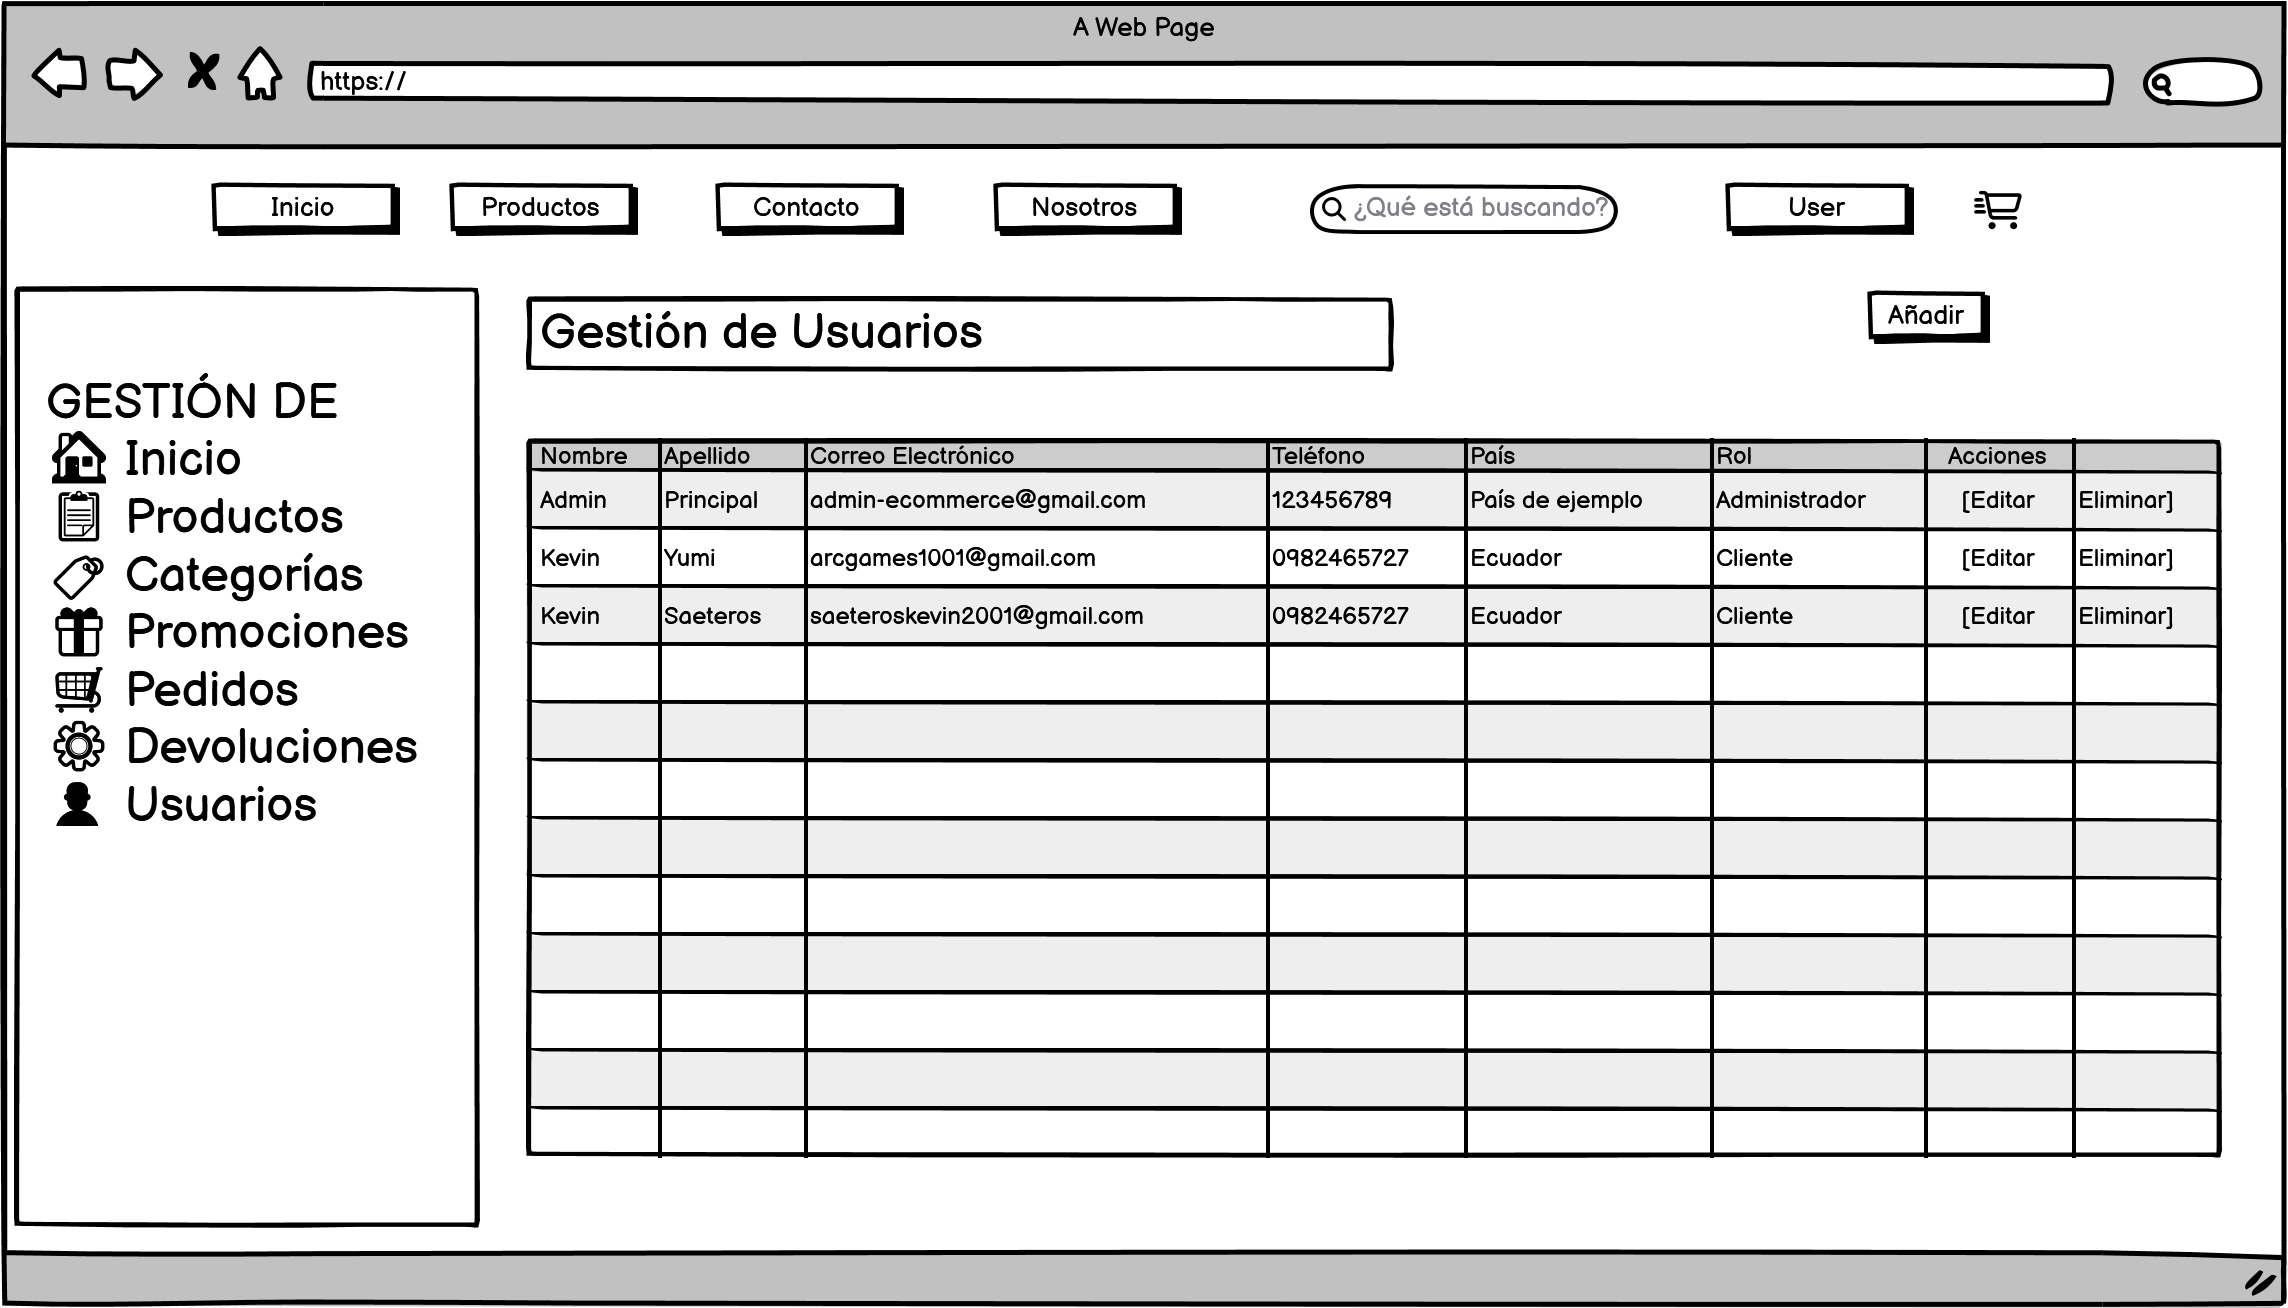 A Web Page
https://
Inicio Productos Contacto Nosotros ¿Qué está buscando? User
Gestión de Usuarios Añadir
GESTIÓN DE
Inicio
Productos
Categorías
Promociones
Pedidos
Devoluciones
Usuarios
Nombre Apellido Correo Electrónico Teléfono País Rol Acciones
Admin Principal admin-ecommerce@gmail.com 123456789 País de ejemplo Administrador [Editar Eliminar]
Kevin Yumi arcgames1001@gmail.com 0982465727 Ecuador Cliente [Editar Eliminar]
Kevin Saeteros saeteroskevin2001@gmail.com 0982465727 Ecuador Cliente [Editar Eliminar]